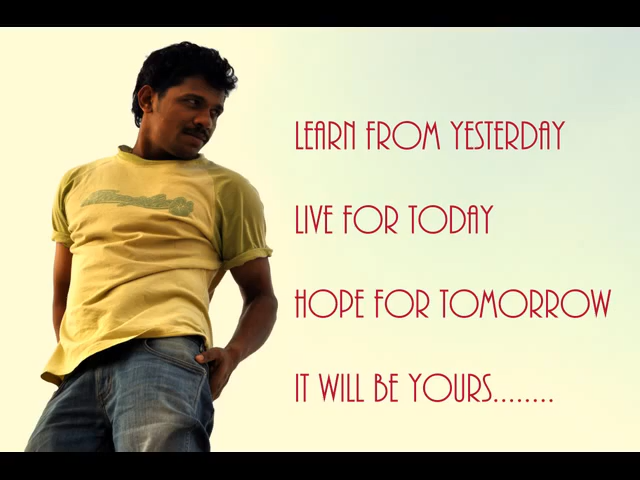 LEARN FROM YESTERDAY
LIVE FOR TODAY
HOPE FOR TOMORROW
IT WILL BE YOURS........